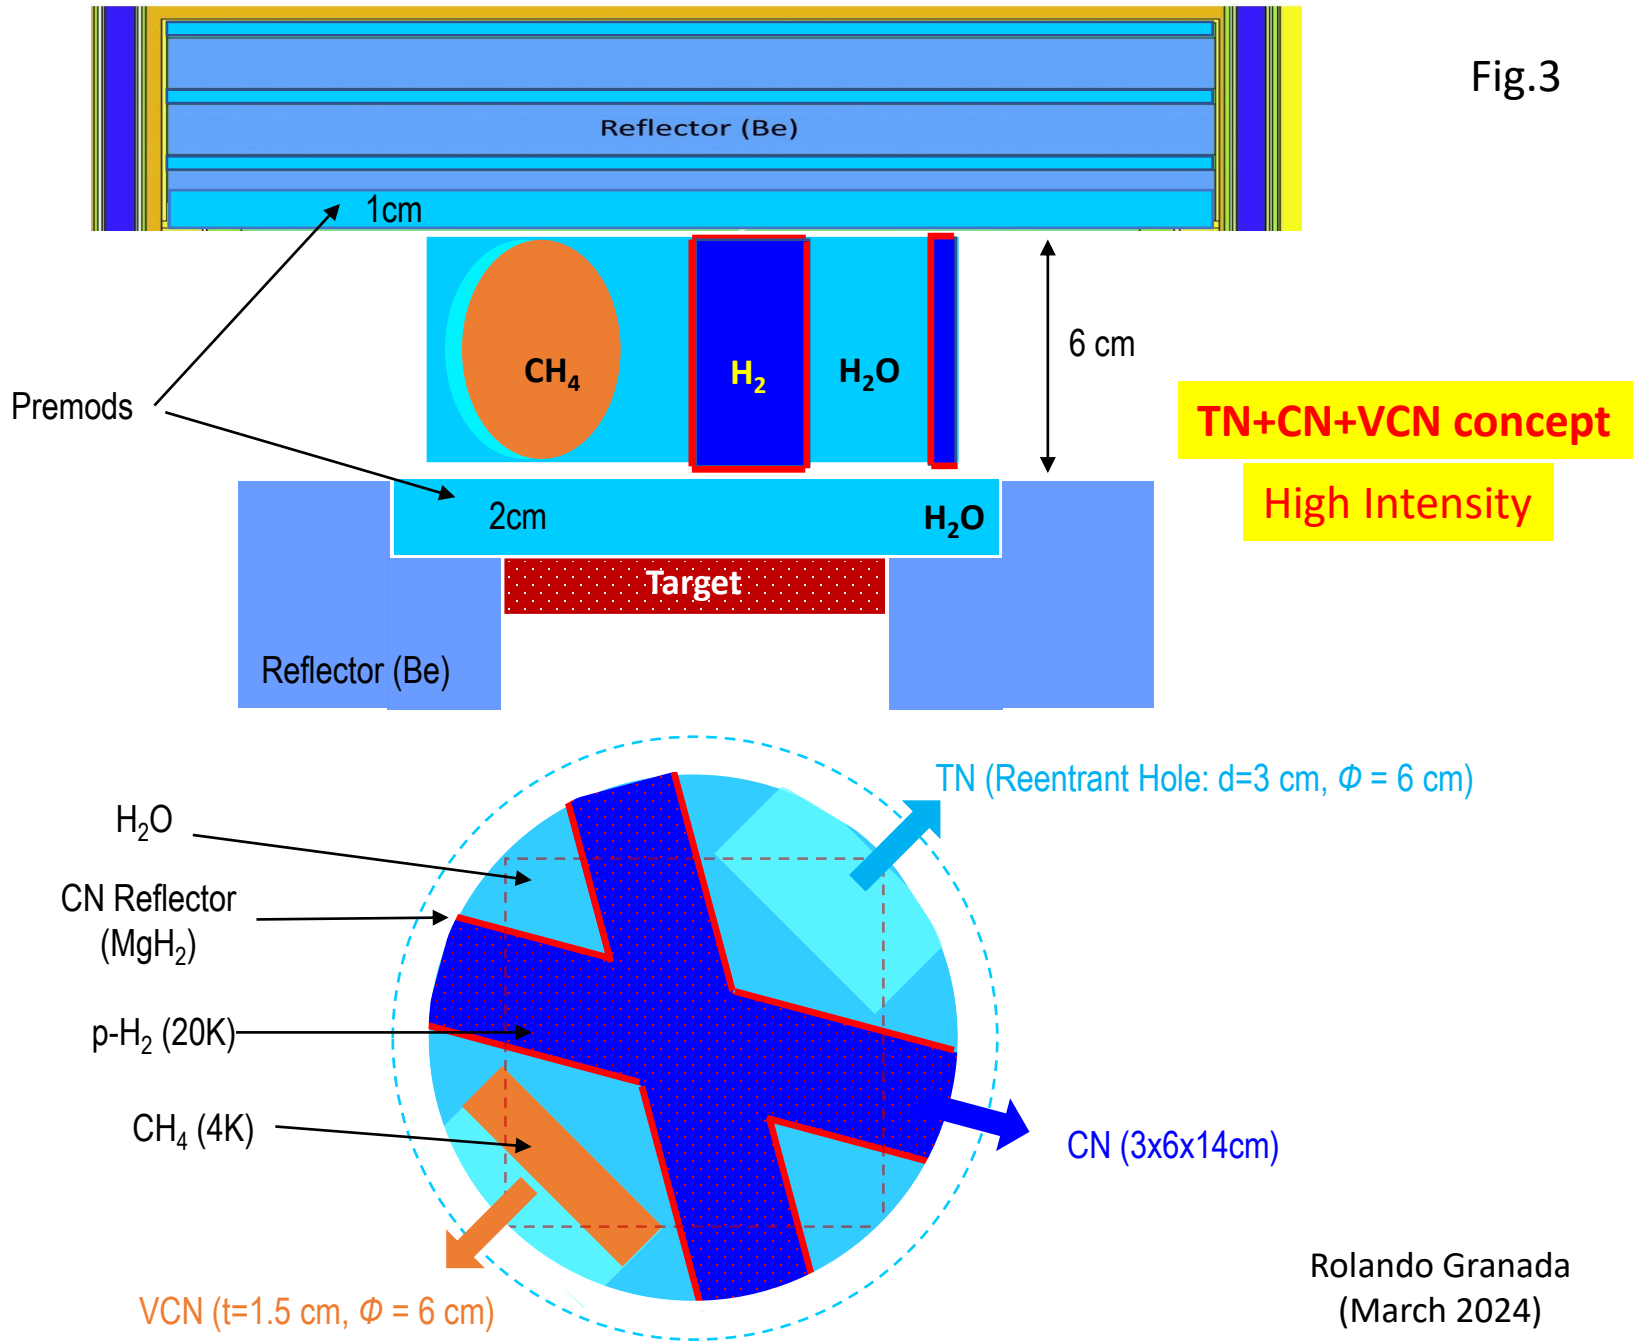 Fig.3
Reflector (Be)
1cm
CH₄
H₂
H₂O
6 cm
Premods
TN+CN+VCN concept
High Intensity
2cm
H₂O
Target
Reflector (Be)
TN (Reentrant Hole: d=3 cm, Φ = 6 cm)
H₂O
CN Reflector
(MgH₂)
p-H₂ (20K)
CH₄ (4K)
CN (3x6x14cm)
VCN (t=1.5 cm, Φ = 6 cm)
Rolando Granada
(March 2024)